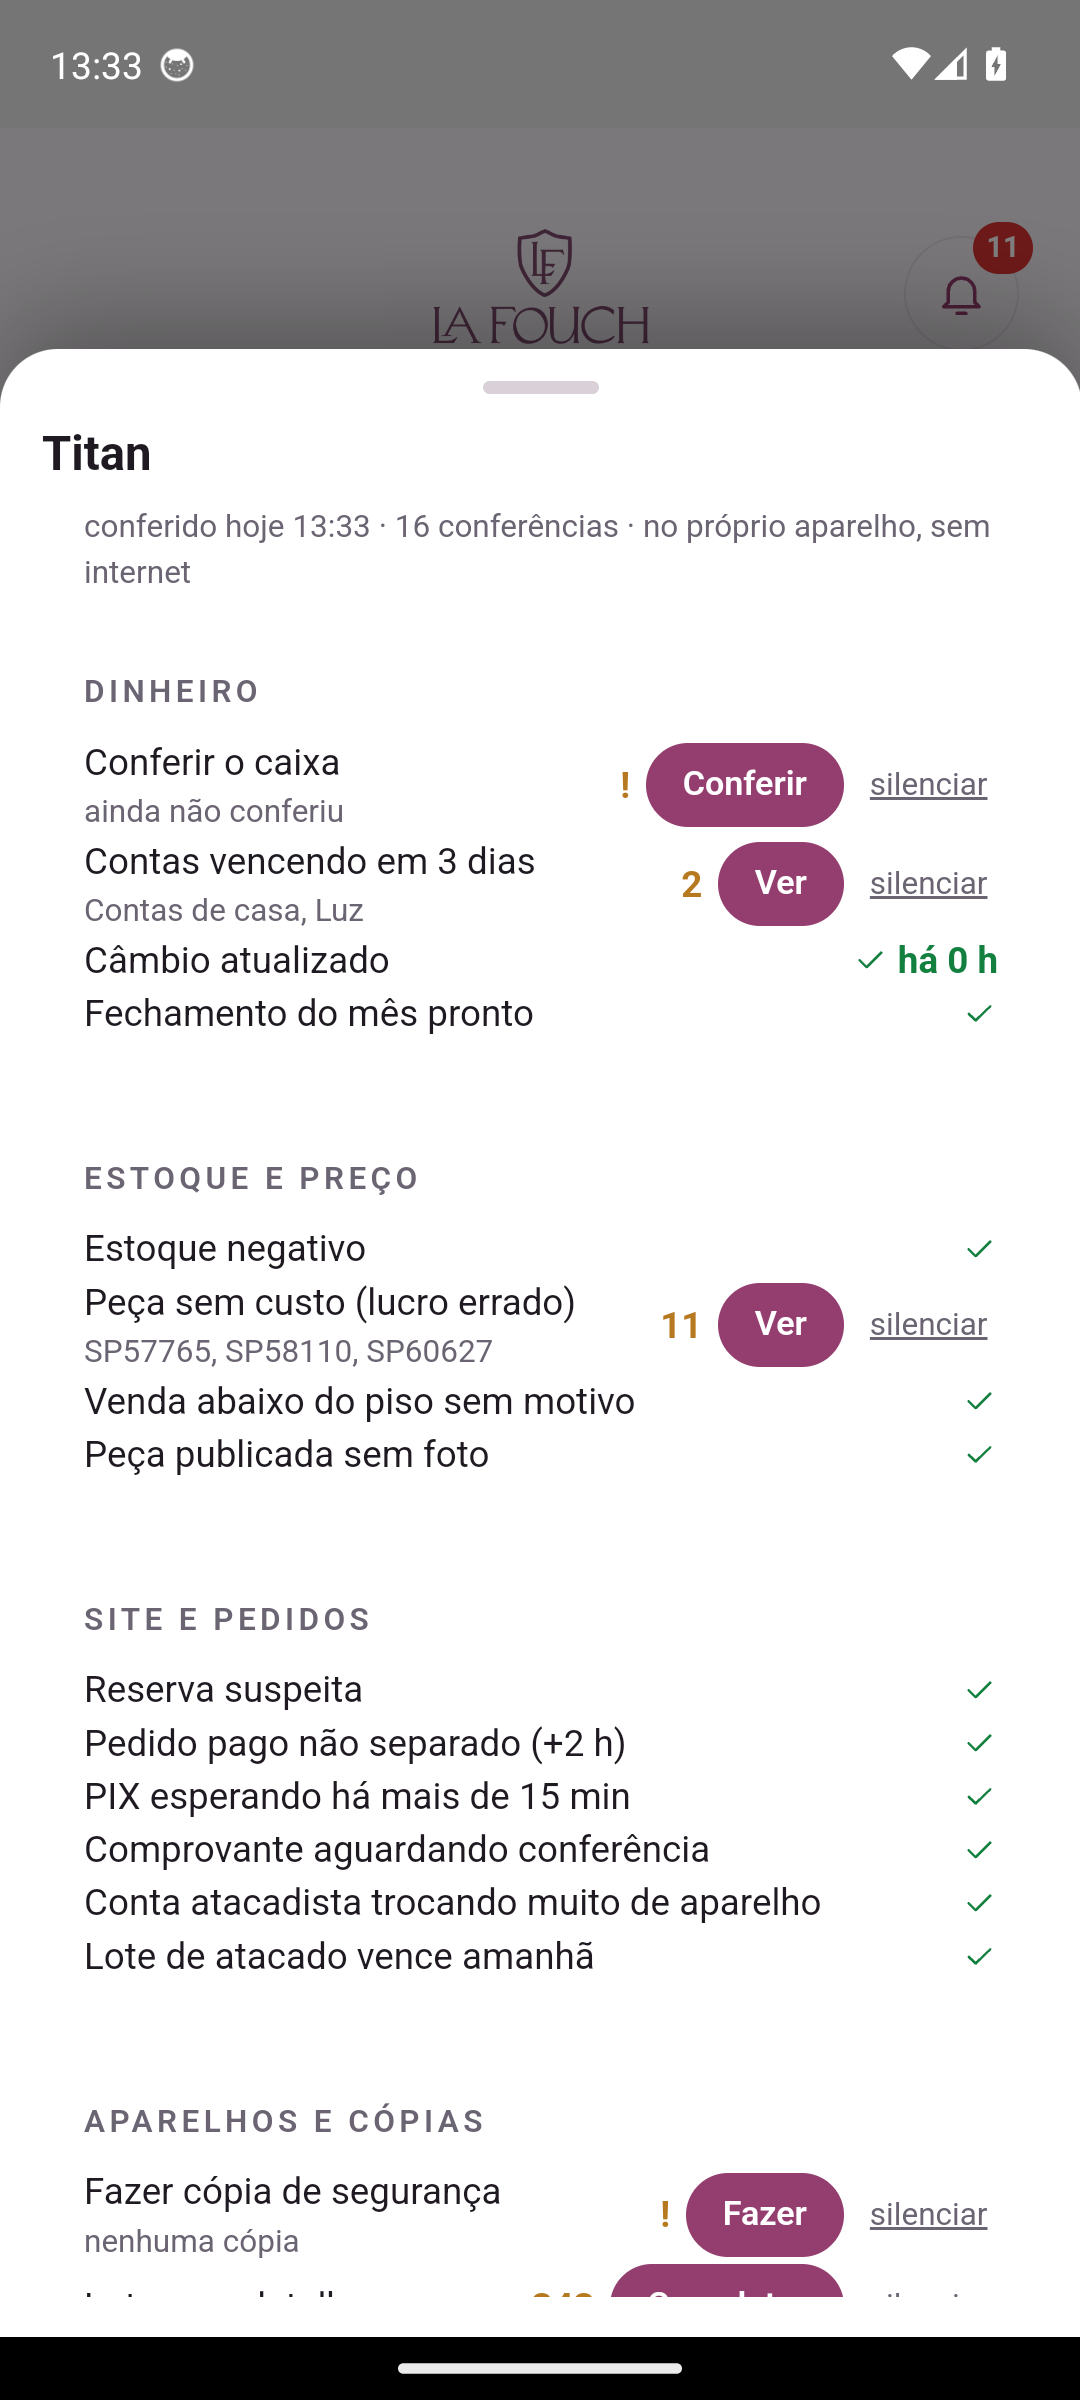 13:33
11
LF
LA FOUCH
Titan
conferido hoje 13:33 · 16 conferências · no próprio aparelho, sem
internet
DINHEIRO
Conferir o caixa
! Conferir silenciar
ainda não conferiu
Contas vencendo em 3 dias
2 Ver silenciar
Contas de casa, Luz
Câmbio atualizado ✓ há 0 h
Fechamento do mês pronto ✓
ESTOQUE E PREÇO
Estoque negativo ✓
Peça sem custo (lucro errado)
11 Ver silenciar
SP57765, SP58110, SP60627
Venda abaixo do piso sem motivo ✓
Peça publicada sem foto ✓
SITE E PEDIDOS
Reserva suspeita ✓
Pedido pago não separado (+2 h) ✓
PIX esperando há mais de 15 min ✓
Comprovante aguardando conferência ✓
Conta atacadista trocando muito de aparelho ✓
Lote de atacado vence amanhã ✓
APARELHOS E CÓPIAS
Fazer cópia de segurança
! Fazer silenciar
nenhuma cópia